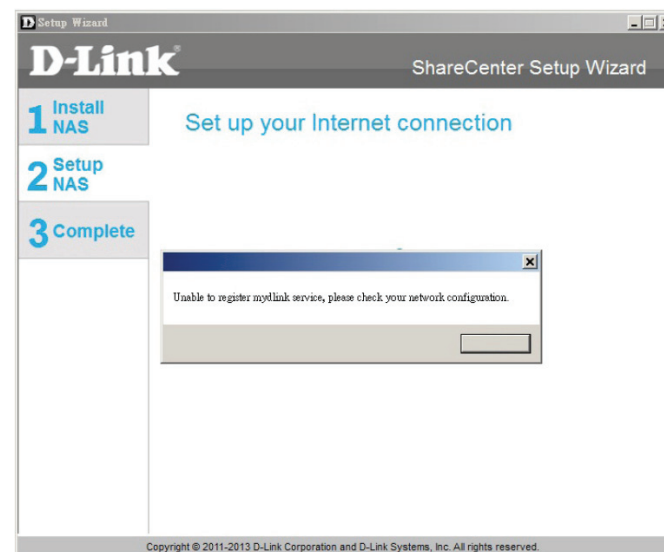 Setup Wizard
D-Link®
ShareCenter Setup Wizard
1 Install NAS
Set up your Internet connection
2 Setup NAS
3 Complete
Unable to register mydlink service, please check your network configuration.
Copyright © 2011-2013 D-Link Corporation and D-Link Systems, Inc. All rights reserved.